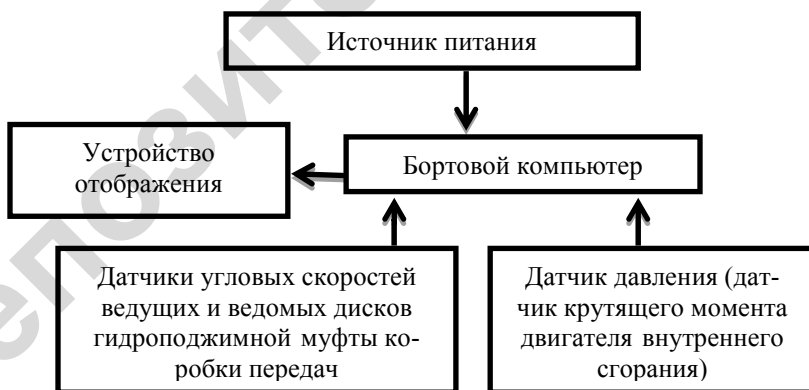 Источник питания
Устройство
отображения
Бортовой компьютер
Датчики угловых скоростей
ведущих и ведомых дисков
гидроподжимной муфты ко-
робки передач
Датчик давления (дат-
чик крутящего момента
двигателя внутреннего
сгорания)